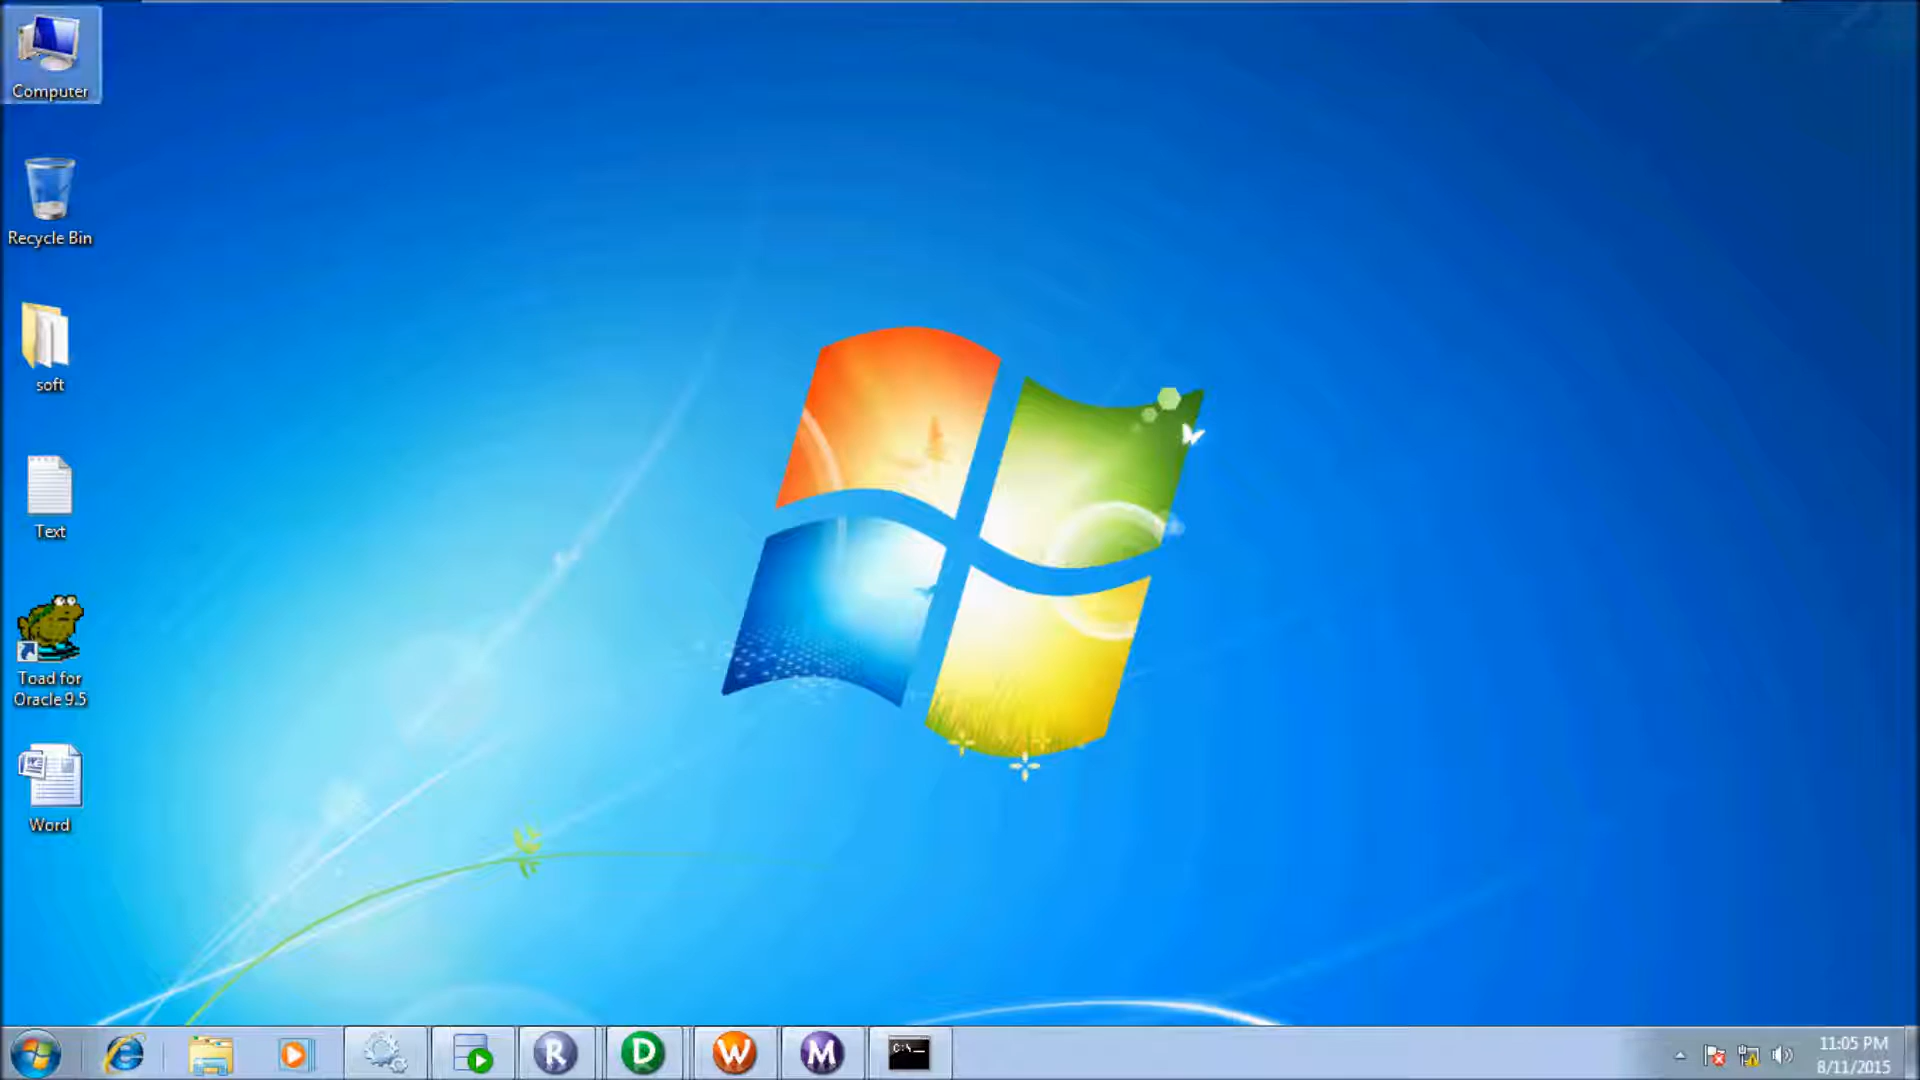 Computer
Recycle Bin
soft
Text
Toad for
Oracle 9.5
Word
R
D
W
M
C:\_
11:05 PM
8/11/2015